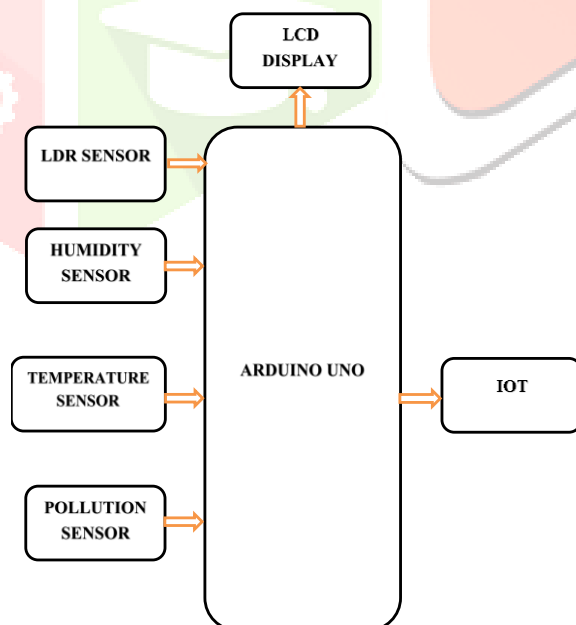 LCD
DISPLAY
LDR SENSOR
HUMIDITY
SENSOR
TEMPERATURE
SENSOR
ARDUINO UNO
IOT
POLLUTION
SENSOR